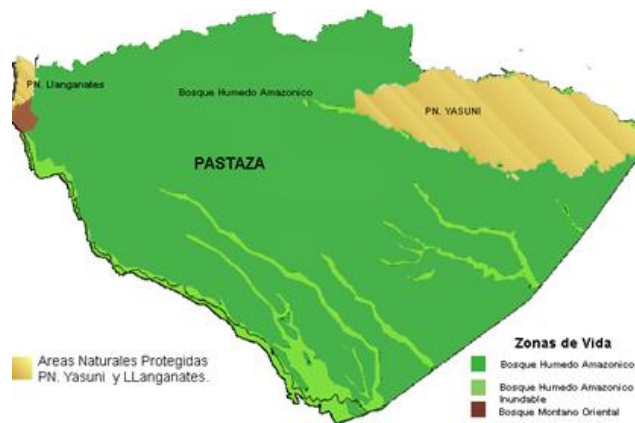 PN. Llanganates
Bosque Humedo Amazonico
PN. YASUNI
PASTAZA
Zonas de Vida
Areas Naturales Protegidas
PN. Yasuni y LLanganates.
Bosque Humedo Amazonico
Bosque Humedo Amazonico
Inundable
Bosque Montano Oriental